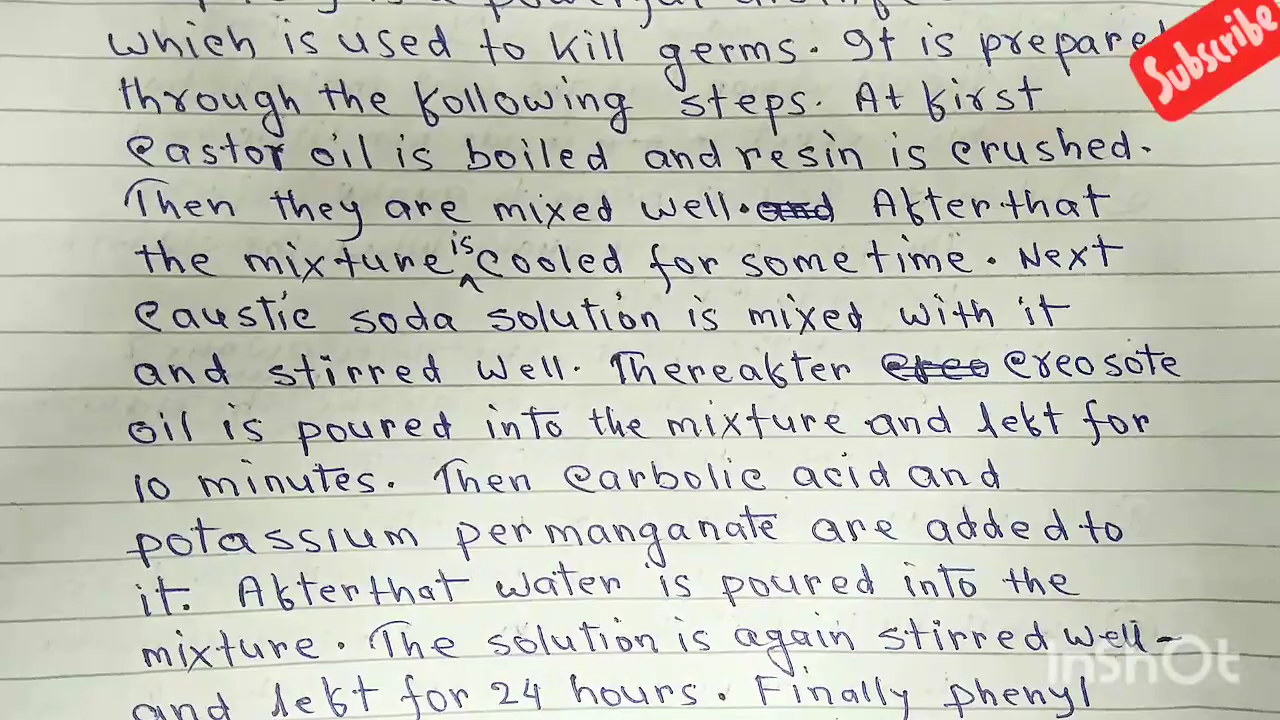 which is used to kill germs. It is prepared
Subscribe
through the following steps. At first
castor oil is boiled and resin is crushed.
Then they are mixed well. and After that
the mixture is cooled for some time. Next
caustic soda solution is mixed with it
and stirred well. Thereafter creo creosote
oil is poured into the mixture and left for
10 minutes. Then carbolic acid and
potassium permanganate are added to
it. After that water is poured into the
mixture. The solution is again stirred well
InshOt
and left for 24 hours. Finally phenyl